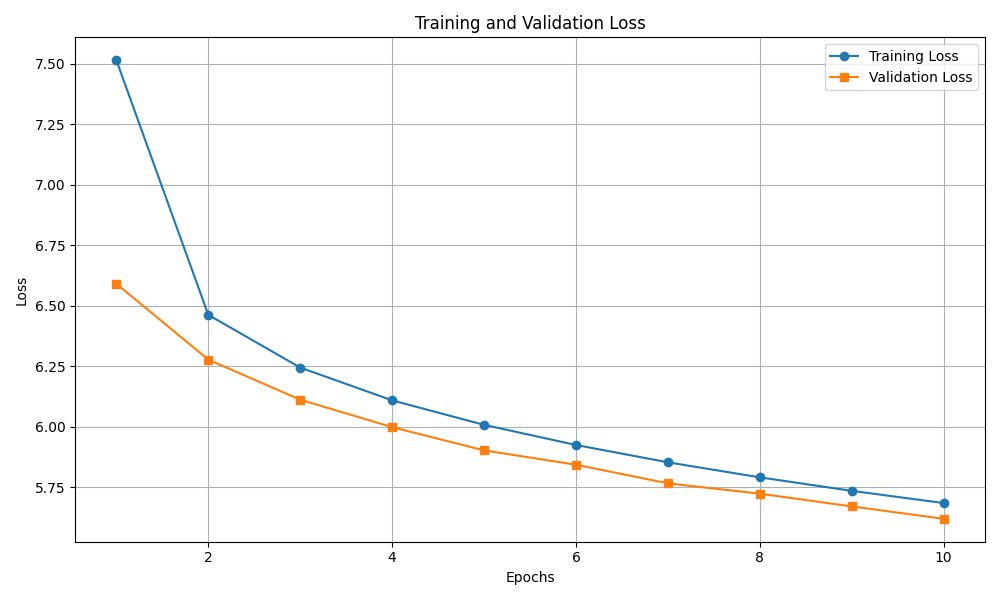 Training and Validation Loss
Training Loss
Validation Loss
7.50
7.25
7.00
6.75
6.50
6.25
6.00
5.75
Loss
2 4 6 8 10
Epochs